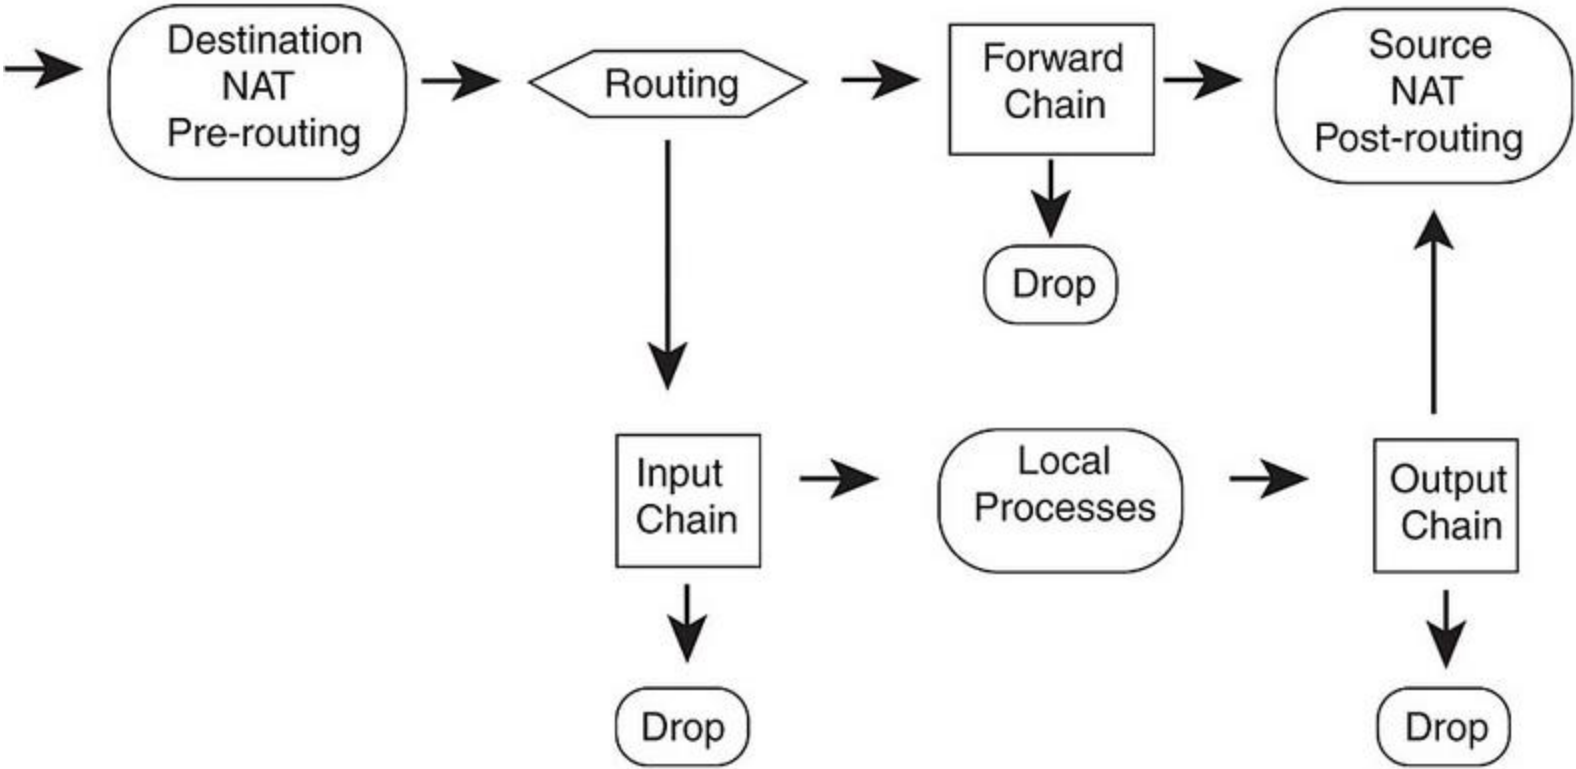 Destination
NAT
Pre-routing
Routing
Forward
Chain
Source
NAT
Post-routing
Drop
Input
Chain
Local
Processes
Output
Chain
Drop
Drop